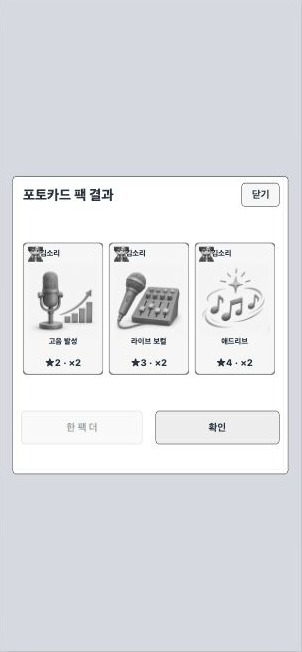 포토카드 팩 결과
닫기
김소리
김소리
김소리
고음 발성
라이브 보컬
애드리브
★2 · ×2
★3 · ×2
★4 · ×2
한 팩 더
확인